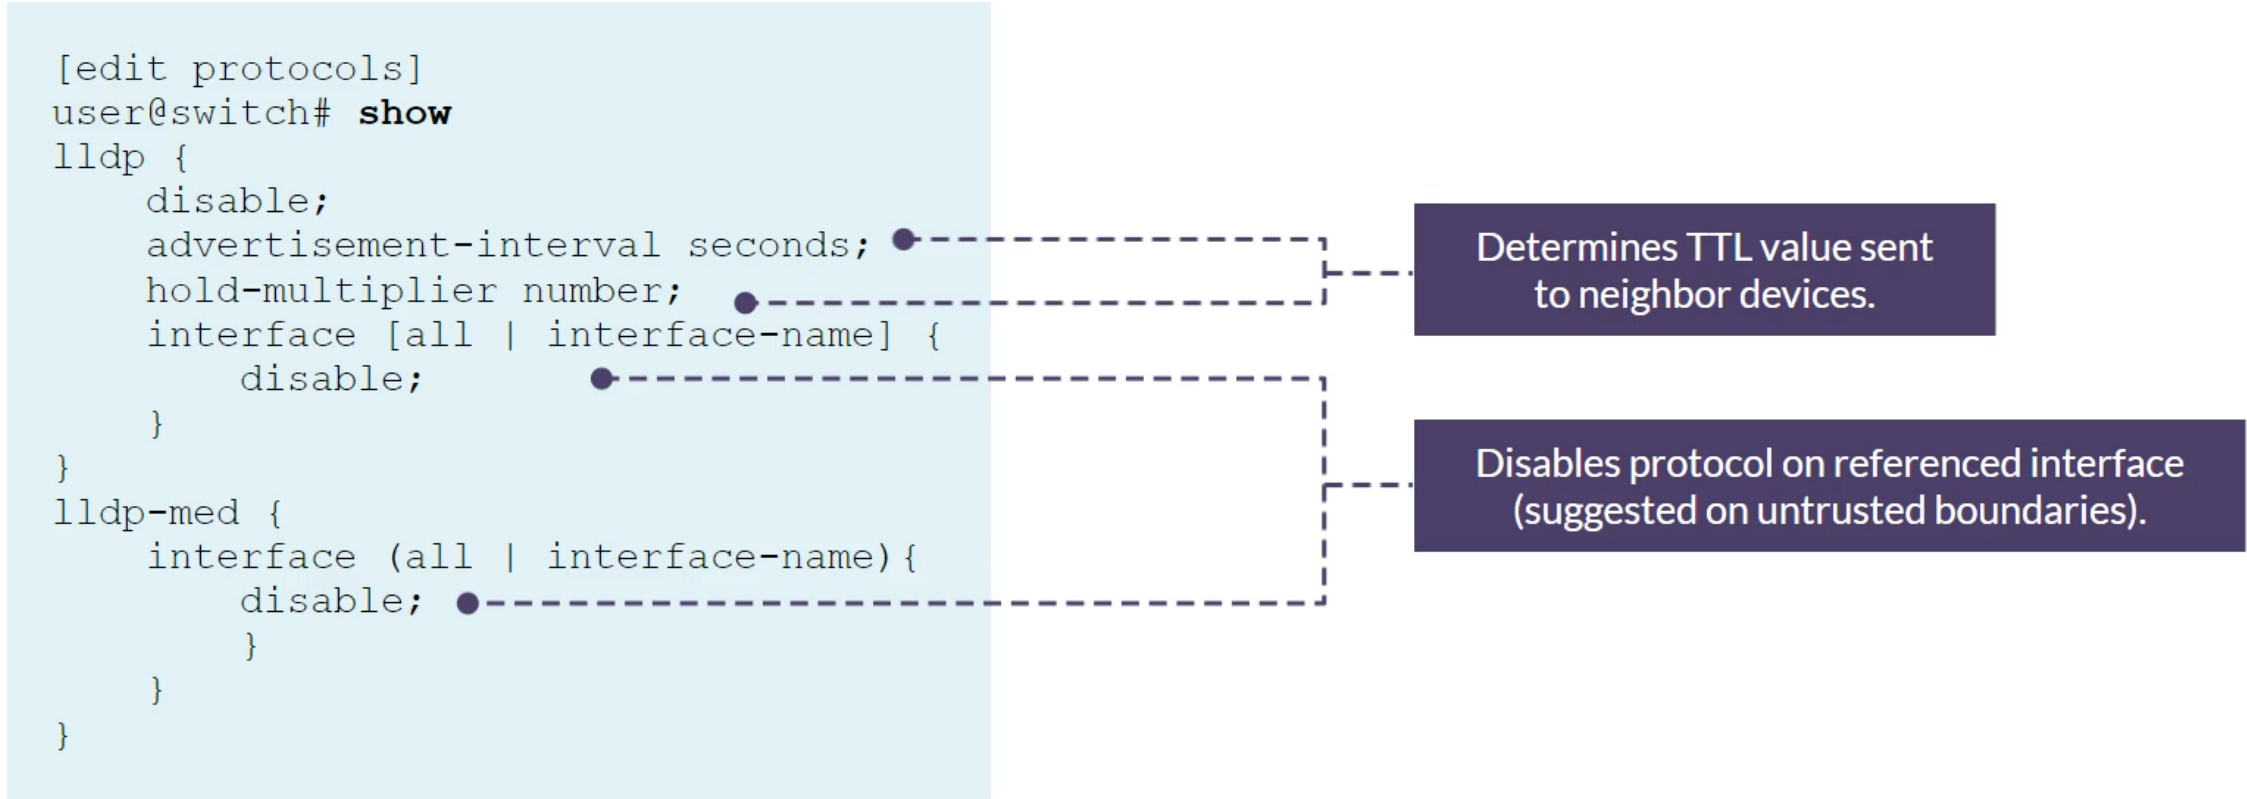 [edit protocols]
user@switch# show
lldp {
    disable;
    advertisement-interval seconds;
    hold-multiplier number;
    interface [all | interface-name] {
        disable;
    }
}
lldp-med {
    interface (all | interface-name){
        disable;
        }
    }
}
Determines TTL value sent
to neighbor devices.
Disables protocol on referenced interface
(suggested on untrusted boundaries).